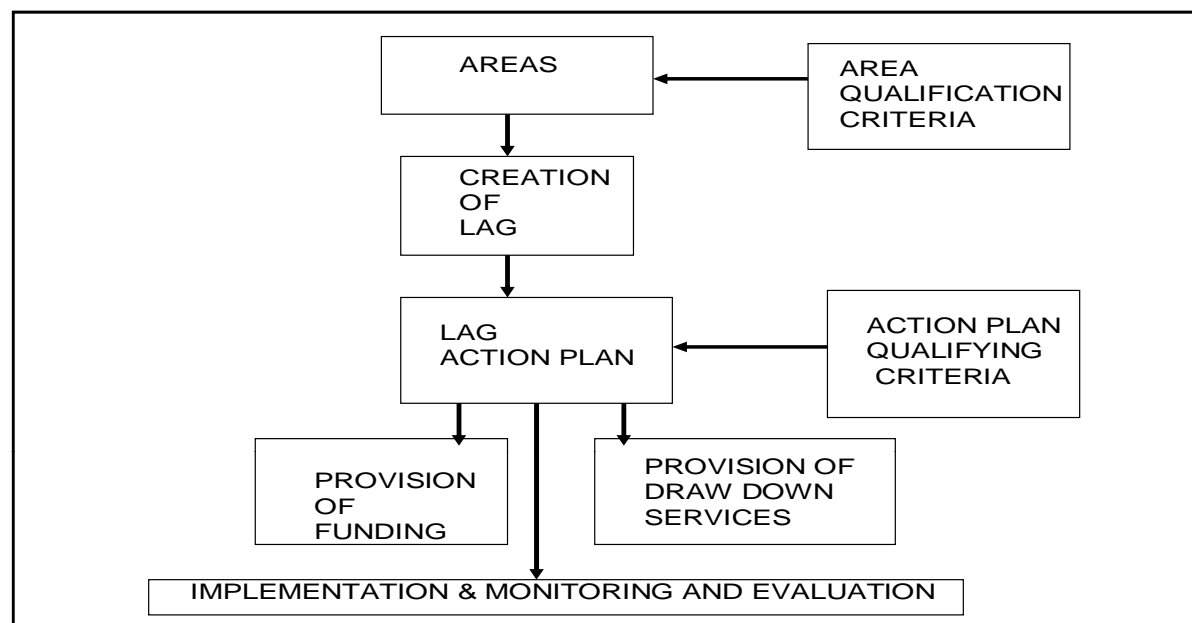 AREAS
AREA
QUALIFICATION
CRITERIA
CREATION
OF
LAG
LAG
ACTION PLAN
ACTION PLAN
QUALIFYING
CRITERIA
PROVISION
OF
FUNDING
PROVISION OF
DRAW DOWN
SERVICES
IMPLEMENTATION & MONITORING AND EVALUATION